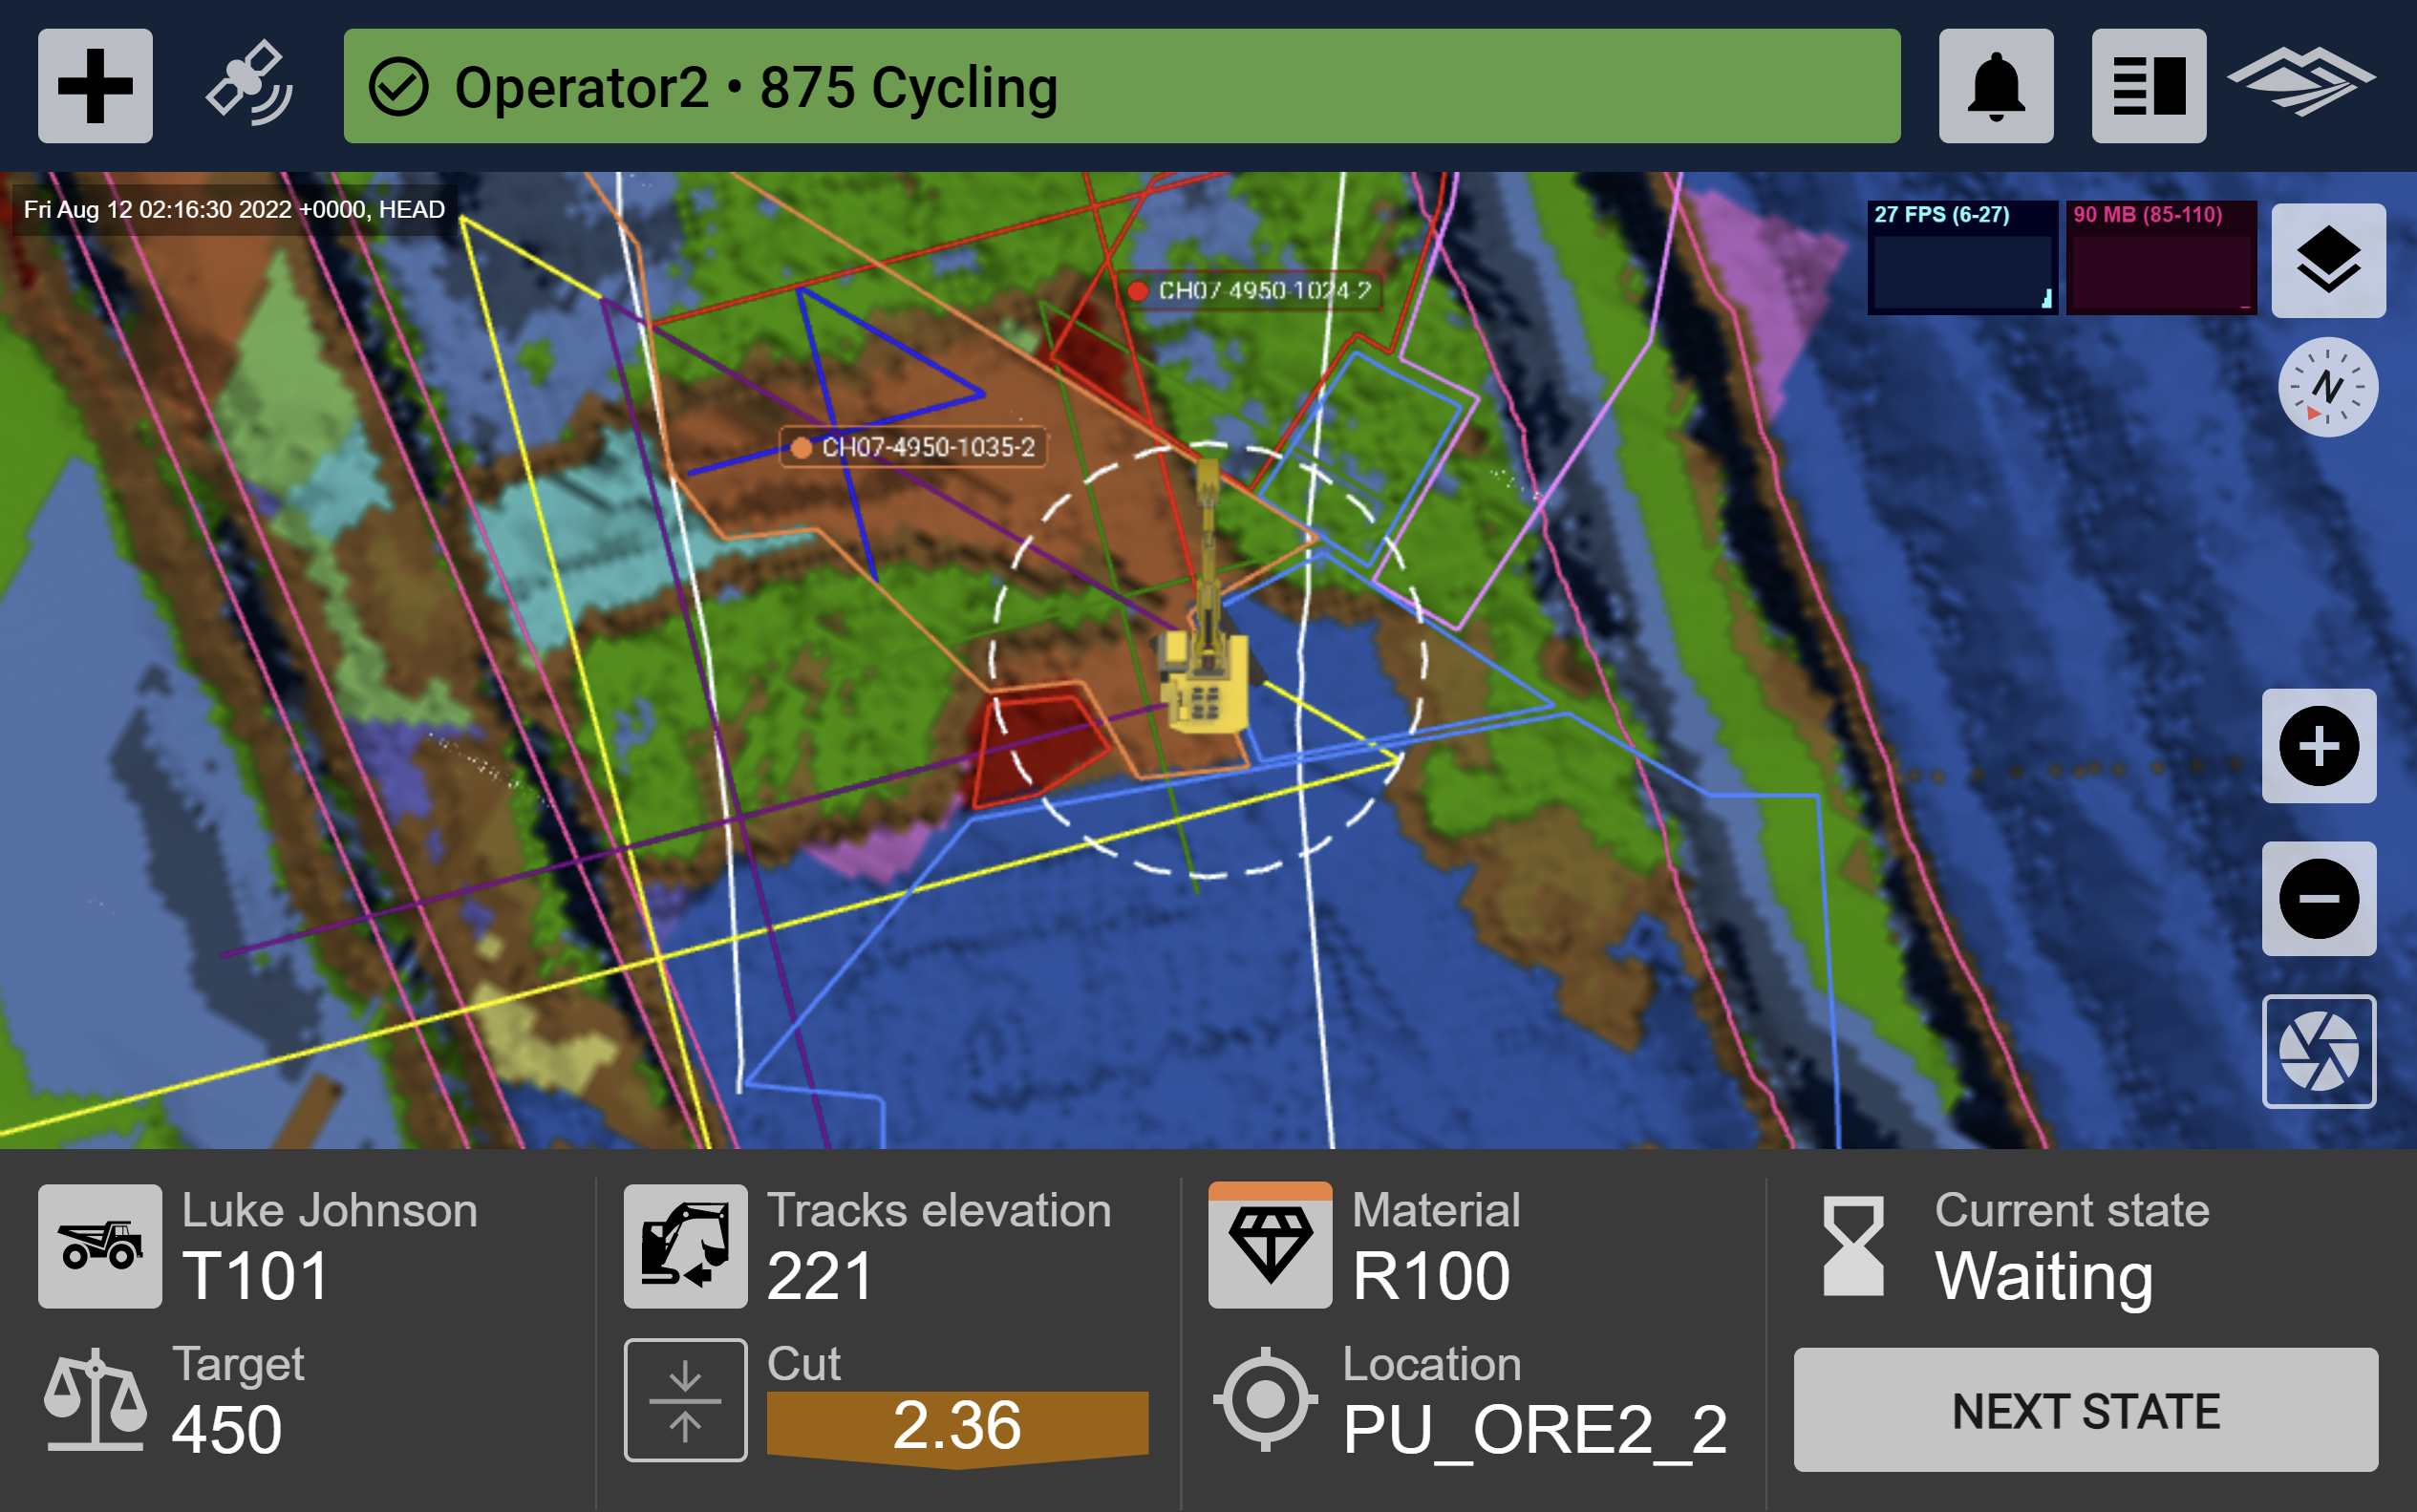 Operator2 • 875 Cycling
Fri Aug 12 02:16:30 2022 +0000, HEAD
27 FPS (6-27)
90 MB (85-110)
CH07-4950-1024-2
N
CH07-4950-1035-2
Luke Johnson
T101
Target
450
Tracks elevation
221
Cut
2.36
Material
R100
Location
PU_ORE2_2
Current state
Waiting
NEXT STATE